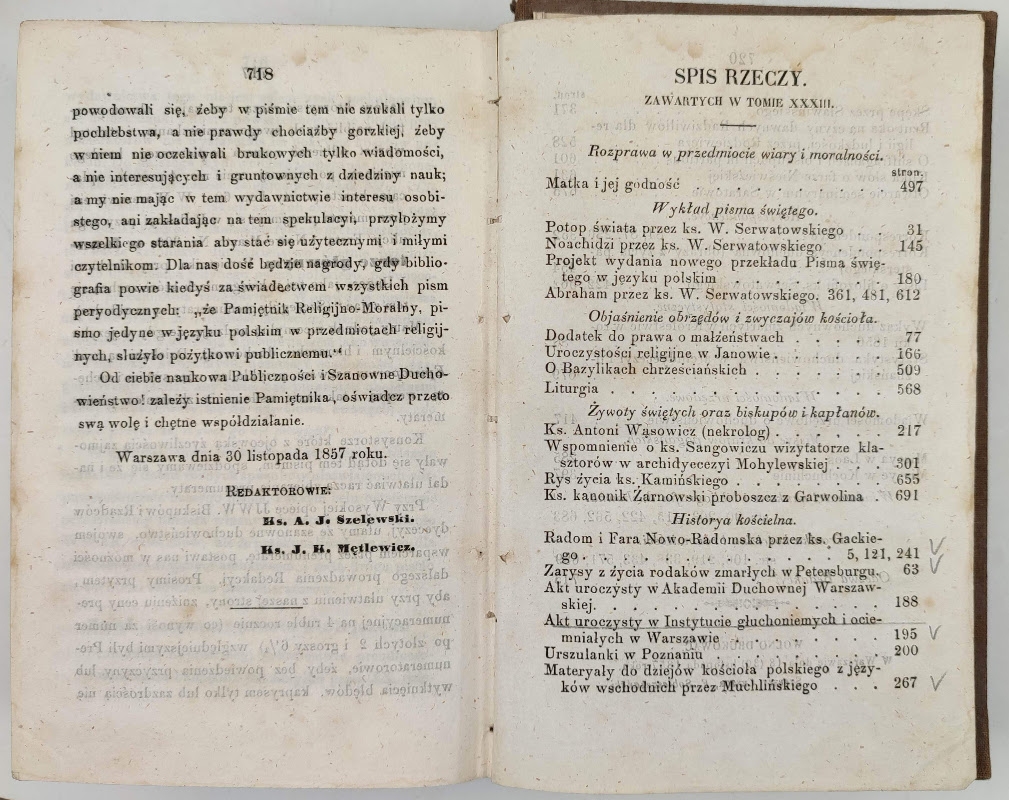 718
powodowali się, żeby w piśmie tem nie szukali tylko
pochlebstwa, a nie prawdy chociażby gorzkiej, żeby
w niem nie oczekiwali brukowych tylko wiadomości,
a nie interesujących i gruntownych z dziedziny nauk;
a my nie mając w tem wydawnictwie interesu osobi-
stego, ani zakładając na tem spekulacyi, przyłożymy
wszelkiego starania aby stać się użytecznymi i miłymi
czytelnikom. Dla nas dość będzie nagrody, gdy biblio-
grafia powie kiedyś za świadectwem wszystkich pism
peryodycznych: „że Pamiętnik Religijno-Moralny, pi-
smo jedyne w języku polskim w przedmiotach religij-
nych, służyło pożytkowi publicznemu.“
Od ciebie naukowa Publiczności i Szanowne Ducho-
wieństwo! zależy istnienie Pamiętnika, oświadcz przeto
swą wolę i chętne współdziałanie.
Warszawa dnia 30 listopada 1857 roku.
REDAKTOROWIE:
Ks. A. J. Szelewski.
Ks. J. K. Mętlewicz.
SPIS RZECZY.
ZAWARTYCH W TOMIE XXXIII.
Rozprawa w przedmiocie wiary i moralności.
stron.
Matka i jej godność . . . . . . . . 497
Wykład pisma świętego.
Potop świata przez ks. W. Serwatowskiego . . 31
Noachidzi przez ks. W. Serwatowskiego . . . 145
Projekt wydania nowego przekładu Pisma świę-
tego w języku polskim . . . . . . . 180
Abraham przez ks. W. Serwatowskiego. 361, 481, 612
Objaśnienie obrzędów i zwyczajów kościoła.
Dodatek do prawa o małżeństwach . . . . . 77
Uroczystości religijne w Janowie . . . . . . 166
O Bazylikach chrześciańskich . . . . . . . 509
Liturgia . . . . . . . . . . . 568
Żywoty świętych oraz biskupów i kapłanów.
Ks. Antoni Wąsowicz (nekrolog) . . . . . . 217
Wspomnienie o ks. Sangowiczu wizytatorze kla-
sztorów w archidyecezyi Mohylewskiej . . . 301
Rys życia ks. Kamińskiego . . . . . . . 655
Ks. kanonik Żarnowski proboszcz z Garwolina . 691
Historya kościelna.
Radom i Fara Nowo-Radomska przez ks. Gackie-
go . . . . . . . . . . . 5, 121, 241
Zarysy z życia rodaków zmarłych w Petersburgu. 63
Akt uroczysty w Akademii Duchownej Warszaw-
skiej. . . . . . . . . . . . . 188
Akt uroczysty w Instytucie głuchoniemych i ocie-
mniałych w Warszawie . . . . . . . 195
Urszulanki w Poznaniu . . . . . . . . 200
Materyały do dziejów kościoła polskiego z języ-
ków wschodnich przez Muchlińskiego . . . 267